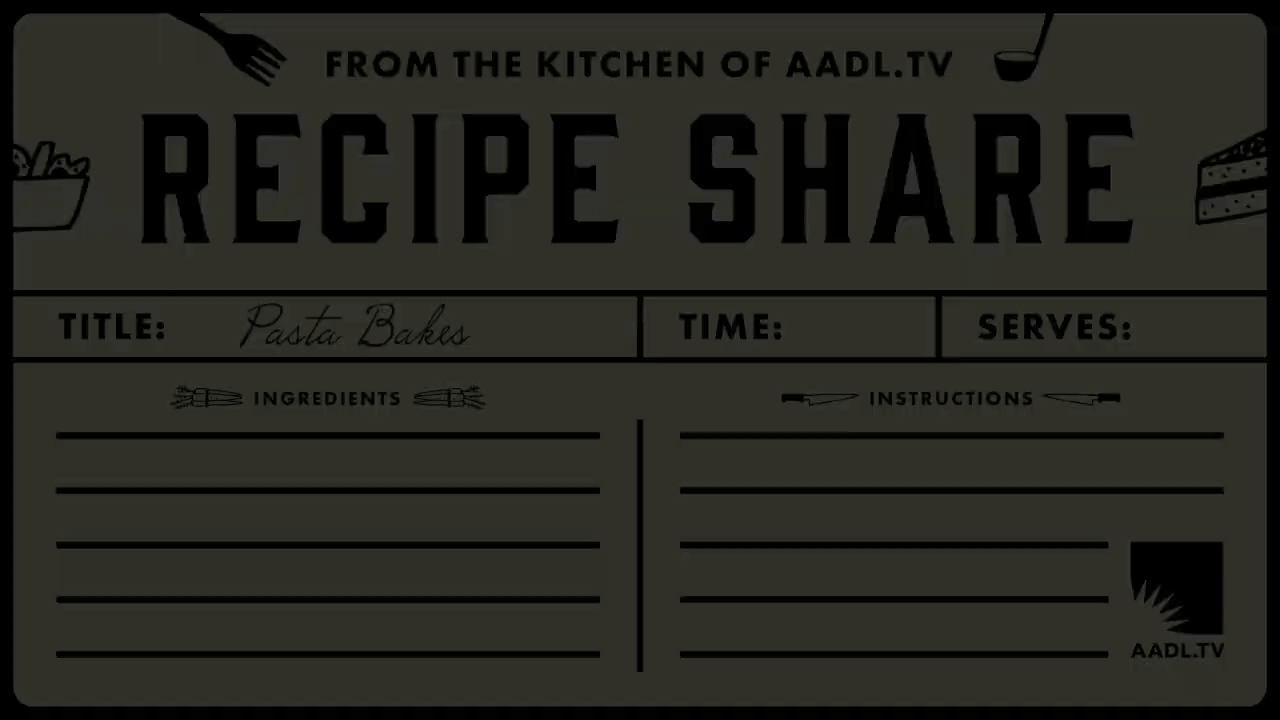 FROM THE KITCHEN OF AADL.TV
RECIPE SHARE
TITLE: Pasta Bakes
TIME:
SERVES:
INGREDIENTS
INSTRUCTIONS
AADL.TV